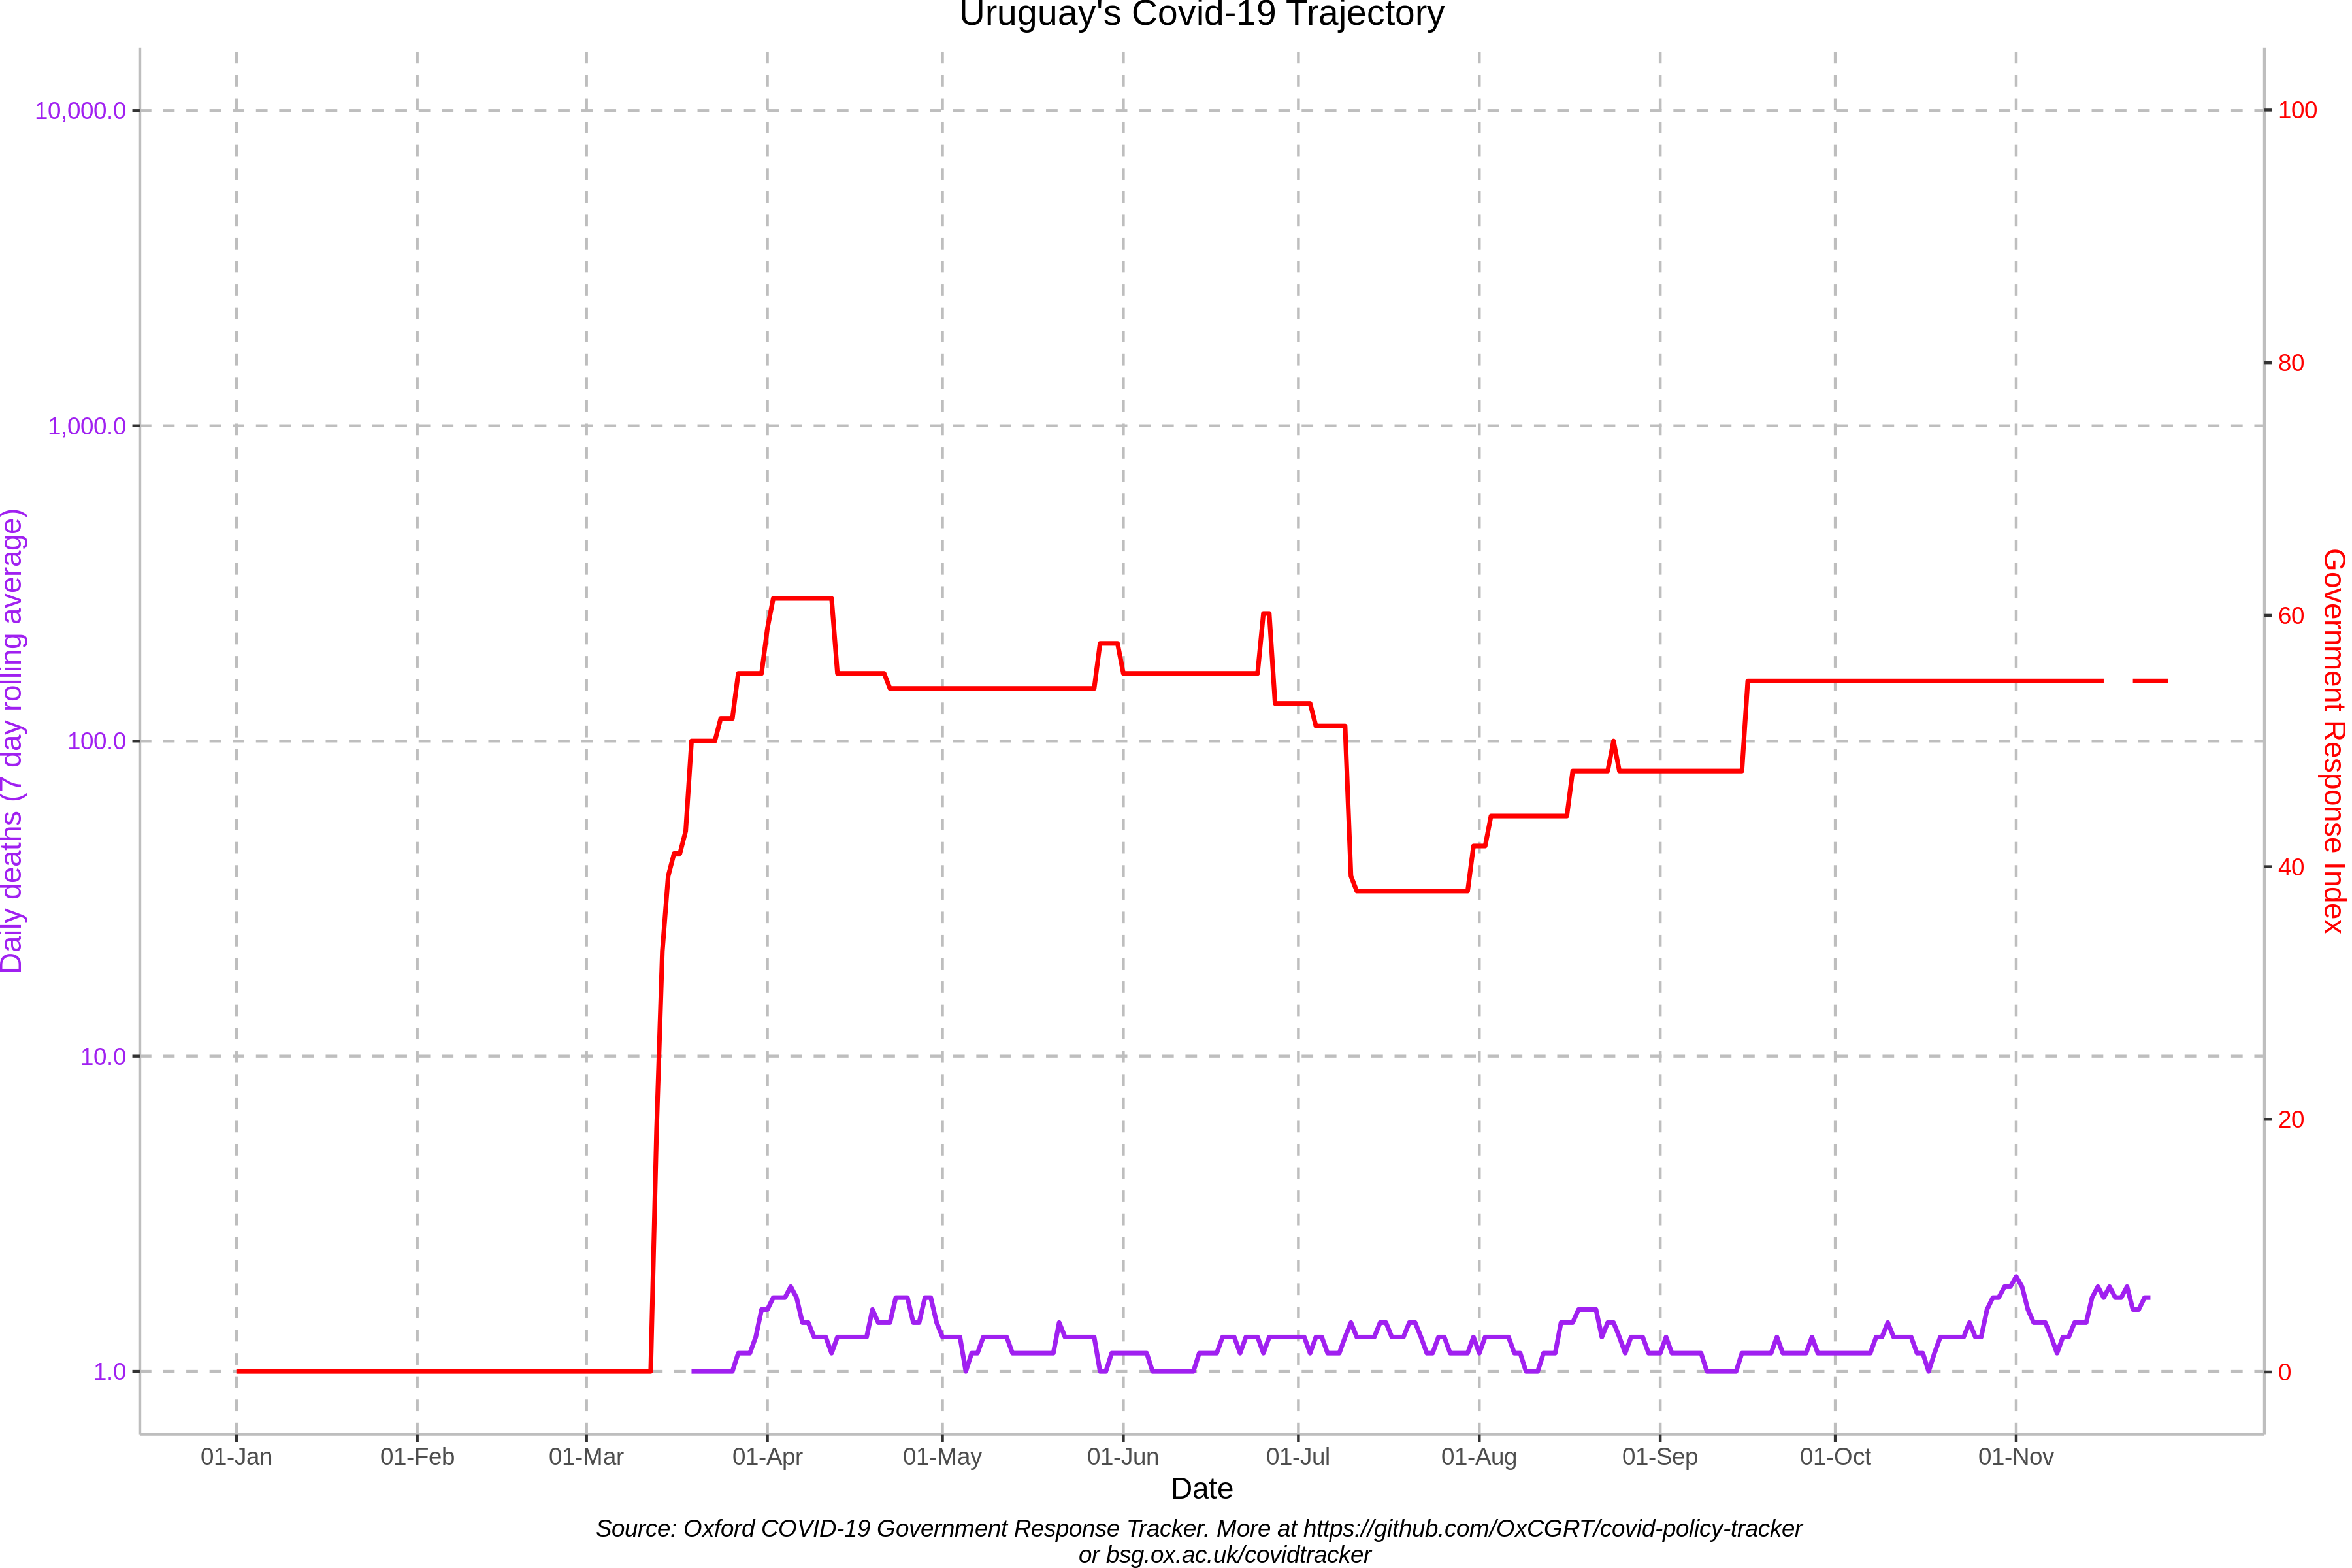 Uruguay's Covid-19 Trajectory
10,000.0
1,000.0
100.0
10.0
1.0
Daily deaths (7 day rolling average)
100
80
60
40
20
0
Government Response Index
01-Jan 01-Feb 01-Mar 01-Apr 01-May 01-Jun 01-Jul 01-Aug 01-Sep 01-Oct 01-Nov
Date
Source: Oxford COVID-19 Government Response Tracker. More at https://github.com/OxCGRT/covid-policy-tracker
or bsg.ox.ac.uk/covidtracker